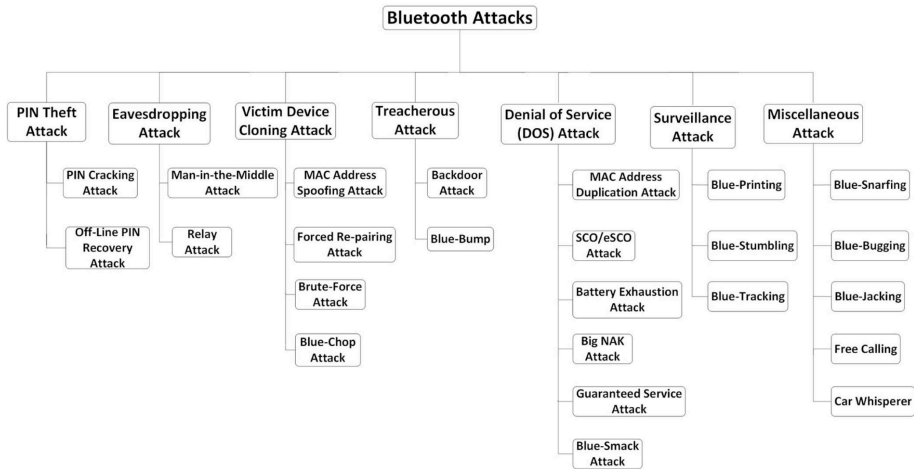 Bluetooth Attacks
PIN Theft
Attack
Eavesdropping
Attack
Victim Device
Cloning Attack
Treacherous
Attack
Denial of Service
(DOS) Attack
Surveillance
Attack
Miscellaneous
Attack
PIN Cracking
Attack
Off-Line PIN
Recovery
Attack
Man-in-the-Middle
Attack
Relay
Attack
MAC Address
Spoofing Attack
Forced Re-pairing
Attack
Brute-Force
Attack
Blue-Chop
Attack
Backdoor
Attack
Blue-Bump
MAC Address
Duplication Attack
SCO/eSCO
Attack
Battery Exhaustion
Attack
Big NAK
Attack
Guaranteed Service
Attack
Blue-Smack
Attack
Blue-Printing
Blue-Stumbling
Blue-Tracking
Blue-Snarfing
Blue-Bugging
Blue-Jacking
Free Calling
Car Whisperer